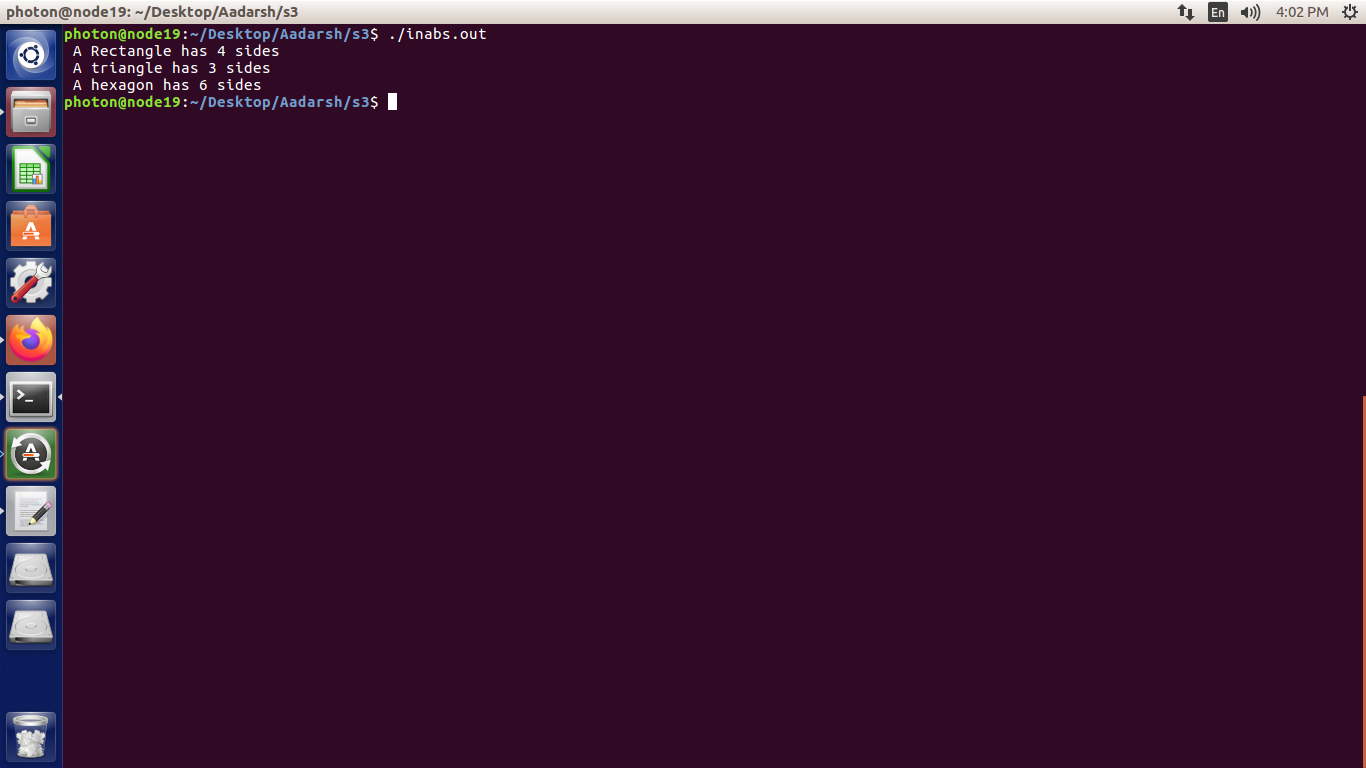 photon@node19: ~/Desktop/Aadarsh/s3
En
4:02 PM
photon@node19:~/Desktop/Aadarsh/s3$ ./inabs.out
A Rectangle has 4 sides
A triangle has 3 sides
A hexagon has 6 sides
photon@node19:~/Desktop/Aadarsh/s3$